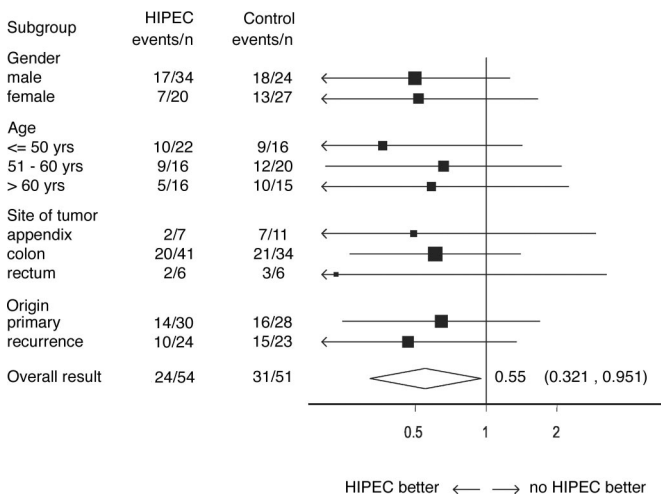 Subgroup HIPEC events/n Control events/n
Gender
male 17/34 18/24
female 7/20 13/27
Age
<= 50 yrs 10/22 9/16
51 - 60 yrs 9/16 12/20
> 60 yrs 5/16 10/15
Site of tumor
appendix 2/7 7/11
colon 20/41 21/34
rectum 2/6 3/6
Origin
primary 14/30 16/28
recurrence 10/24 15/23
Overall result 24/54 31/51 0.55 (0.321 , 0.951)
0.5 1 2
HIPEC better ← → no HIPEC better